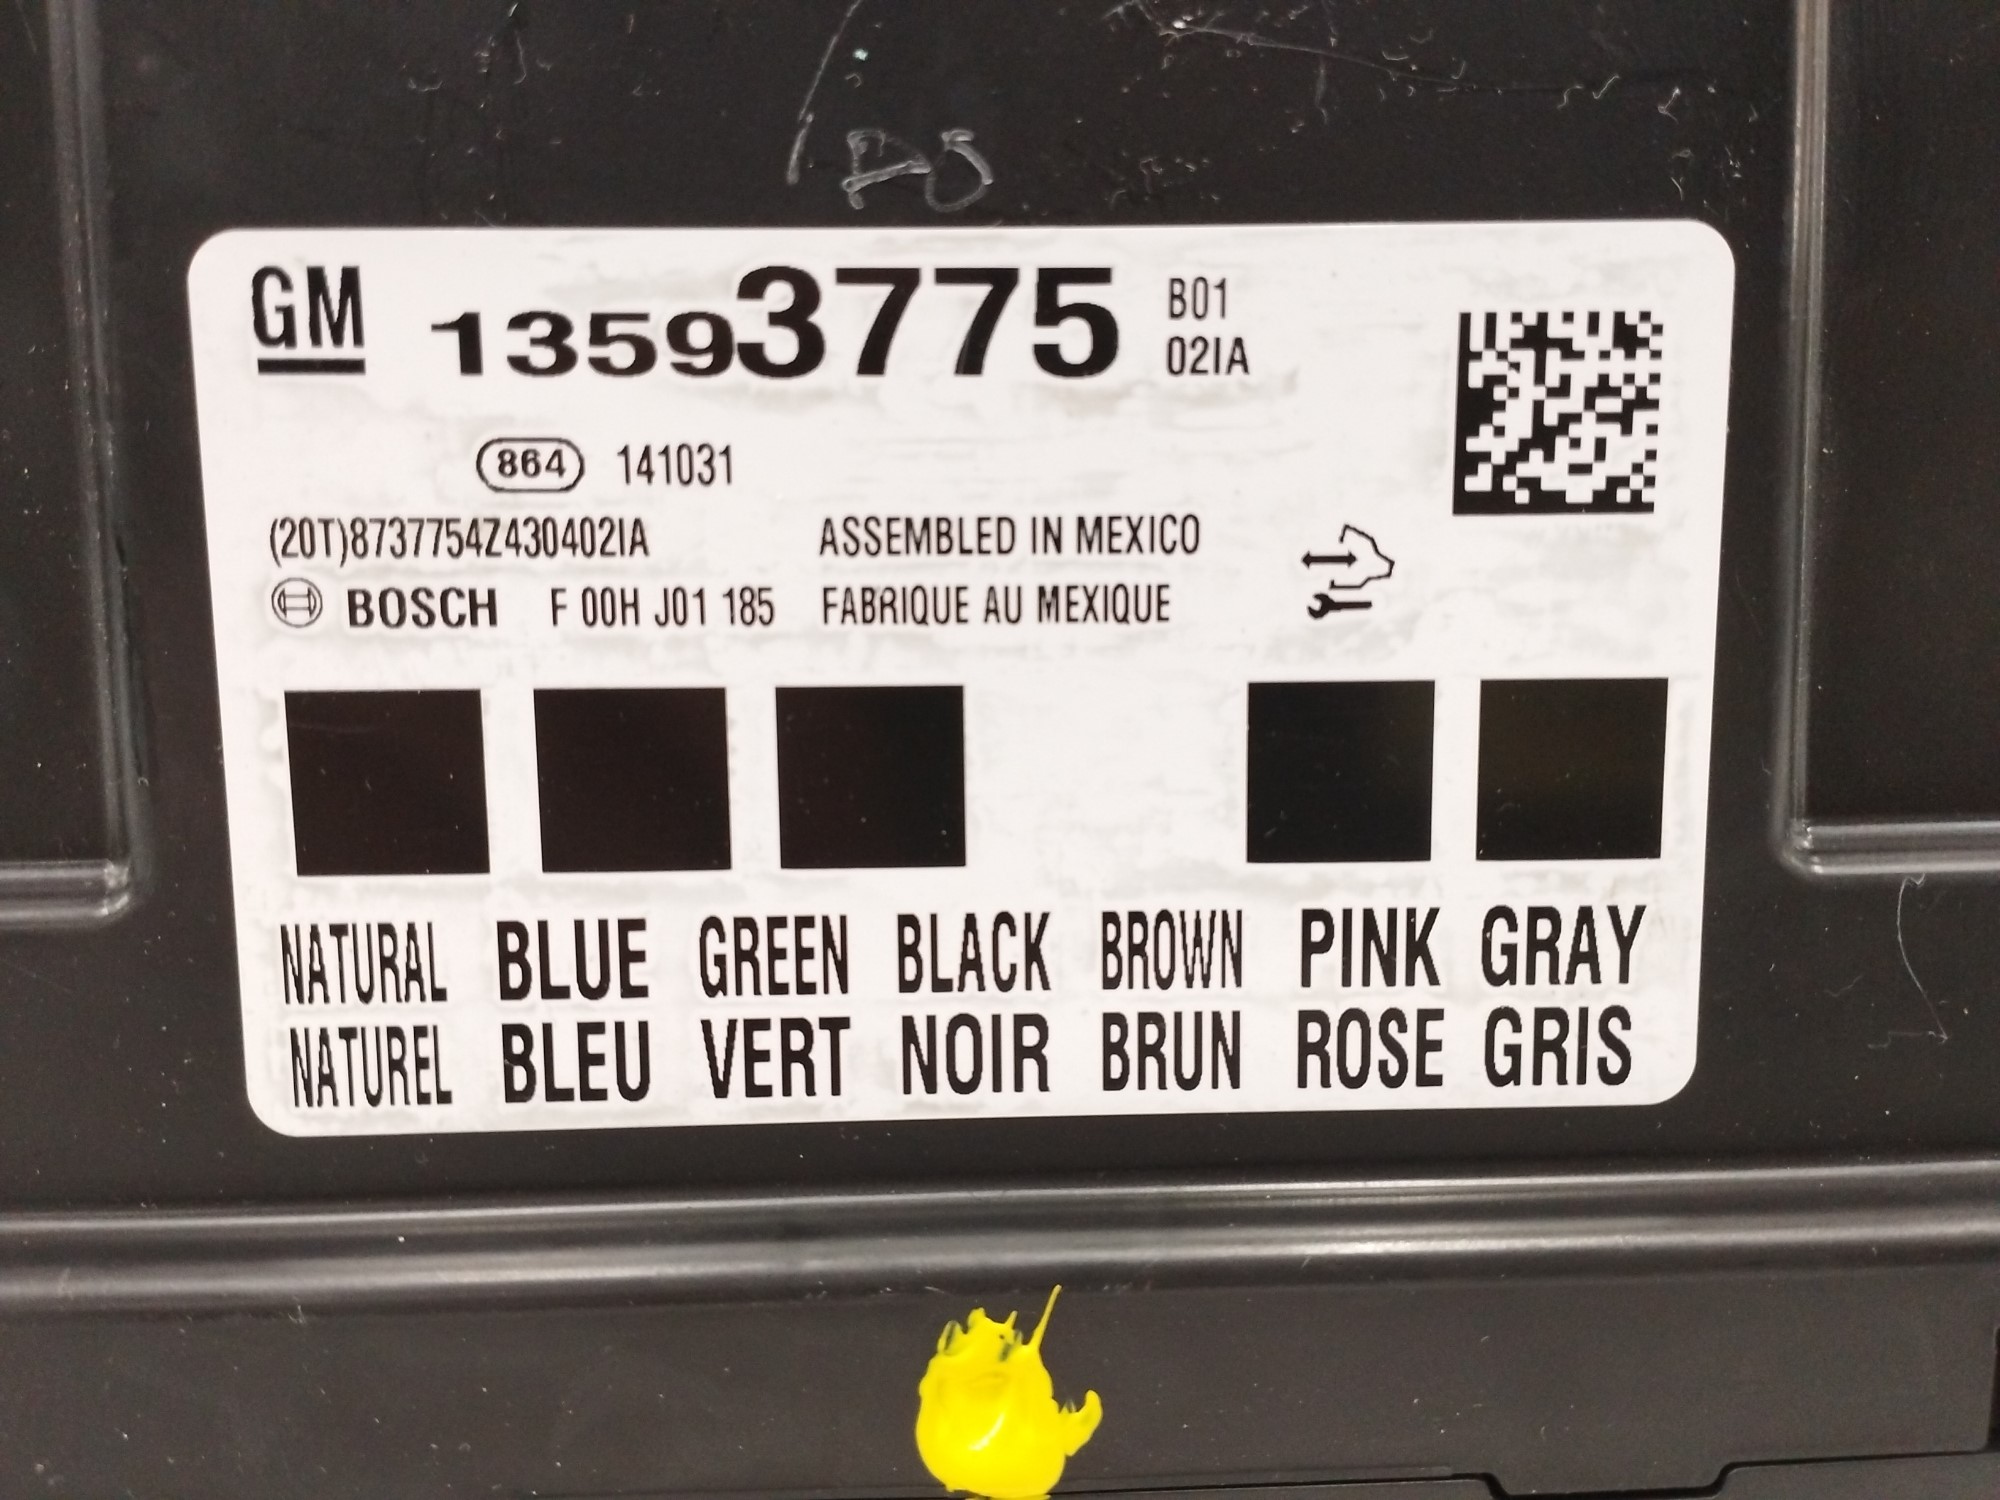 GM 13593775 B01
02IA
864 141031
(20T)8737754Z430402IA ASSEMBLED IN MEXICO
BOSCH F 00H J01 185 FABRIQUE AU MEXIQUE
NATURAL BLUE GREEN BLACK BROWN PINK GRAY
NATUREL BLEU VERT NOIR BRUN ROSE GRIS